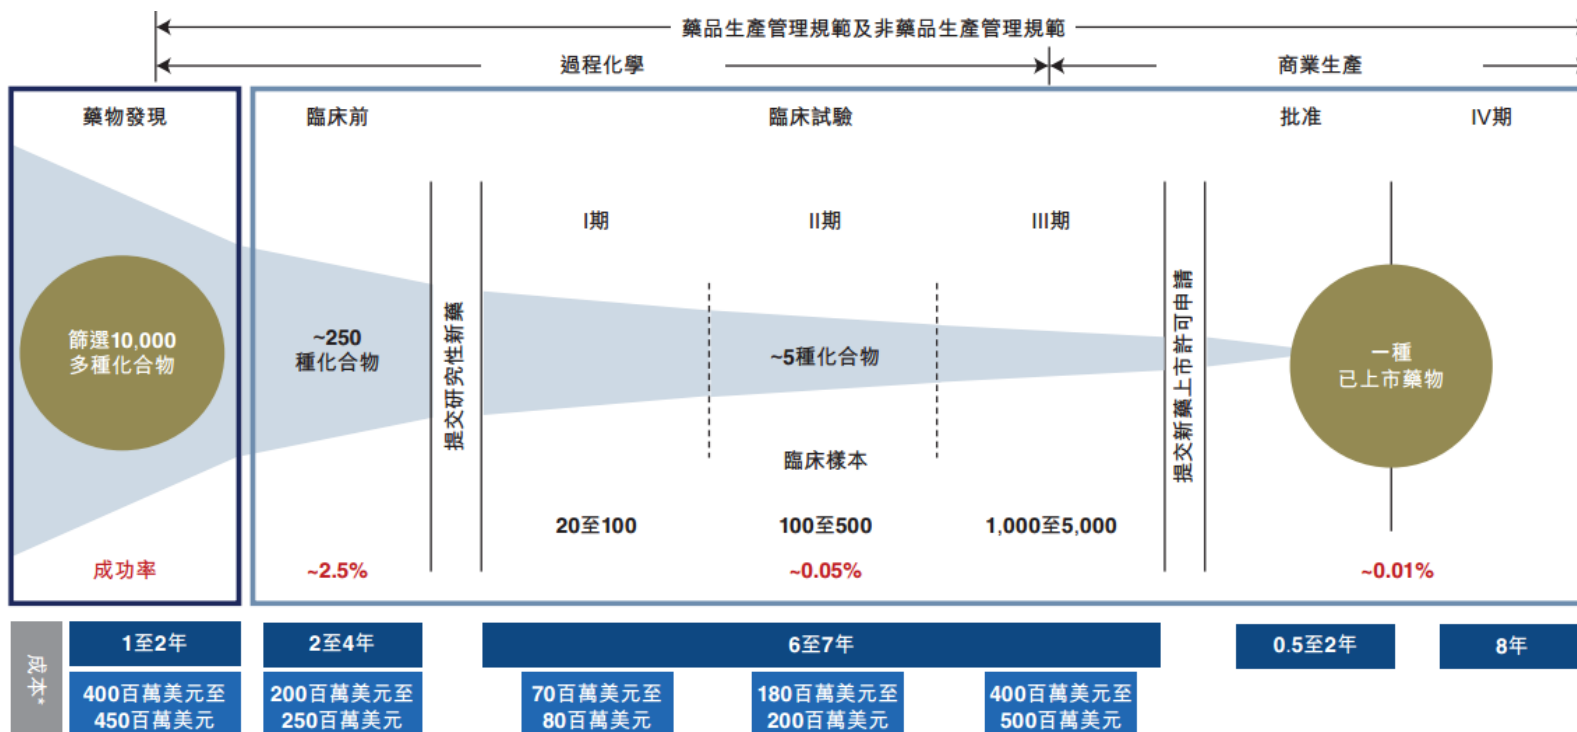 藥品生產管理規範及非藥品生產管理規範
過程化學
商業生產
藥物發現
臨床前
臨床試驗
批准
IV期
I期
II期
III期
篩選10,000
多種化合物
~250
種化合物
提交研究性新藥
~5種化合物
提交新藥上市許可申請
一種
已上市藥物
臨床樣本
20至100
100至500
1,000至5,000
成功率
~2.5%
~0.05%
~0.01%
成本*
1至2年
2至4年
6至7年
0.5至2年
8年
400百萬美元至
450百萬美元
200百萬美元至
250百萬美元
70百萬美元至
80百萬美元
180百萬美元至
200百萬美元
400百萬美元至
500百萬美元